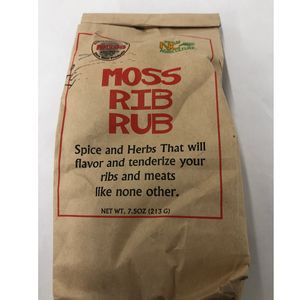 MOSS
RIB
RUB
Spice and Herbs That will
flavor and tenderize your
ribs and meats
like none other.
NET WT. 7.5OZ (213 G)